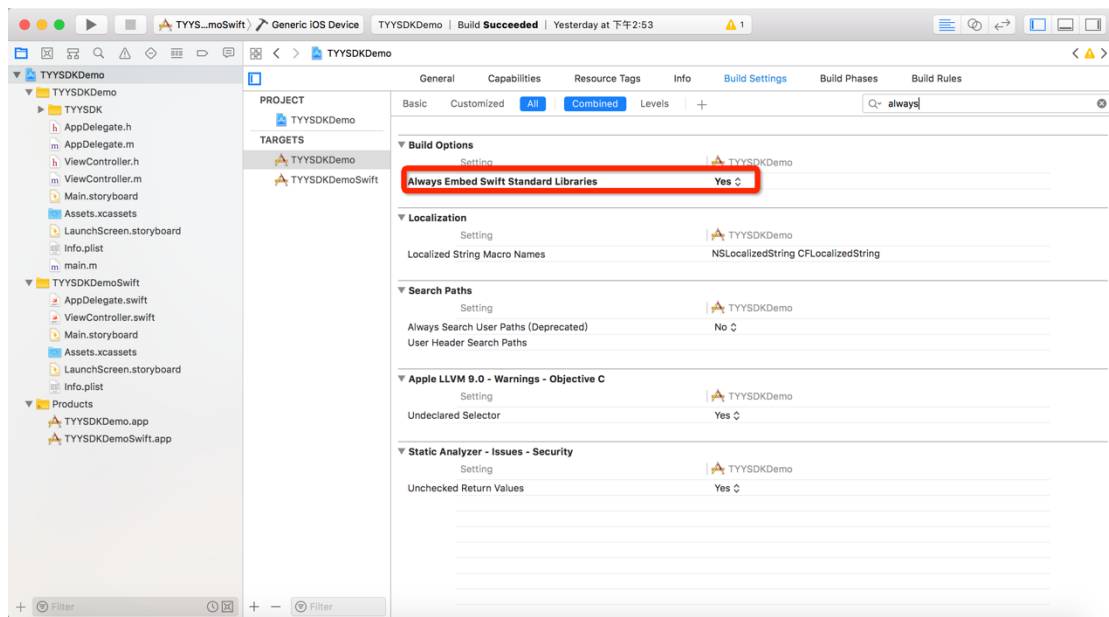 TYYS...moSwift Generic iOS Device TYYSDKDemo | Build Succeeded | Yesterday at 下午2:53 1
TYYSDKDemo
TYYSDKDemo
TYYSDKDemo
TYYSDK
AppDelegate.h
AppDelegate.m
ViewController.h
ViewController.m
Main.storyboard
Assets.xcassets
LaunchScreen.storyboard
Info.plist
main.m
TYYSDKDemoSwift
AppDelegate.swift
ViewController.swift
Main.storyboard
Assets.xcassets
LaunchScreen.storyboard
Info.plist
Products
TYYSDKDemo.app
TYYSDKDemoSwift.app
Filter
PROJECT
TYYSDKDemo
TARGETS
TYYSDKDemo
TYYSDKDemoSwift
Filter
General Capabilities Resource Tags Info Build Settings Build Phases Build Rules
Basic Customized All Combined Levels + always
Build Options
Setting TYYSDKDemo
Always Embed Swift Standard Libraries Yes
Localization
Setting TYYSDKDemo
Localized String Macro Names NSLocalizedString CFLocalizedString
Search Paths
Setting TYYSDKDemo
Always Search User Paths (Deprecated) No
User Header Search Paths
Apple LLVM 9.0 - Warnings - Objective C
Setting TYYSDKDemo
Undeclared Selector Yes
Static Analyzer - Issues - Security
Setting TYYSDKDemo
Unchecked Return Values Yes